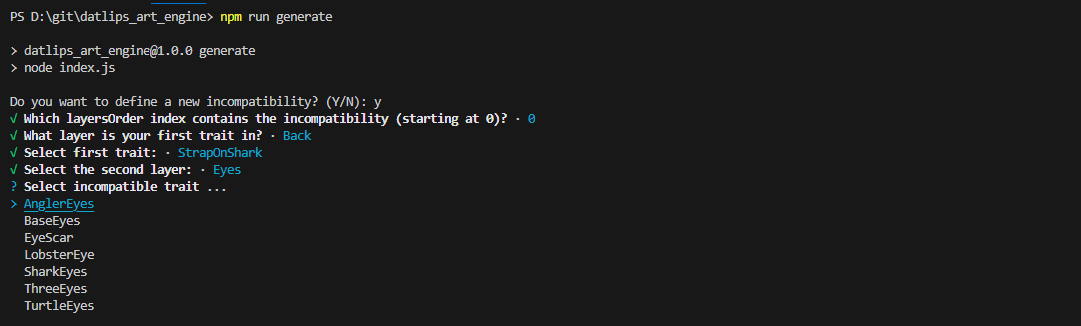 PS D:\git\datlips_art_engine> npm run generate
> datlips_art_engine@1.0.0 generate
> node index.js
Do you want to define a new incompatibility? (Y/N): y
√ Which layersOrder index contains the incompatibility (starting at 0)? · 0
√ What layer is your first trait in? · Back
√ Select first trait: · StrapOnShark
√ Select the second layer: · Eyes
? Select incompatible trait ...
> AnglerEyes
BaseEyes
EyeScar
LobsterEye
SharkEyes
ThreeEyes
TurtleEyes